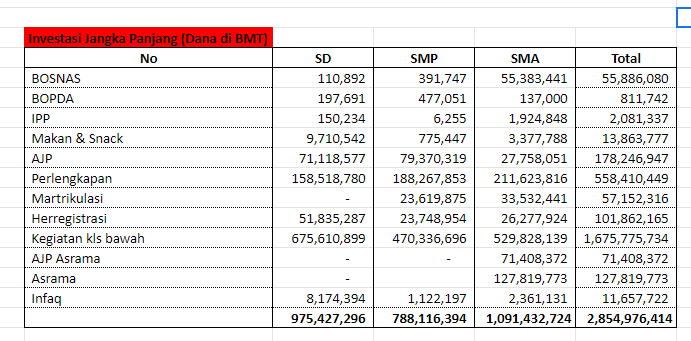 Investasi Jangka Panjang (Dana di BMT)
No SD SMP SMA Total
BOSNAS 110,892 391,747 55,383,441 55,886,080
BOPDA 197,691 477,051 137,000 811,742
IPP 150,234 6,255 1,924,848 2,081,337
Makan & Snack 9,710,542 775,447 3,377,788 13,863,777
AJP 71,118,577 79,370,319 27,758,051 178,246,947
Perlengkapan 158,518,780 188,267,853 211,623,816 558,410,449
Martrikulasi - 23,619,875 33,532,441 57,152,316
Herregistrasi 51,835,287 23,748,954 26,277,924 101,862,165
Kegiatan kls bawah 675,610,899 470,336,696 529,828,139 1,675,775,734
AJP Asrama - - 71,408,372 71,408,372
Asrama - 127,819,773 127,819,773
Infaq 8,174,394 1,122,197 2,361,131 11,657,722
975,427,296 788,116,394 1,091,432,724 2,854,976,414